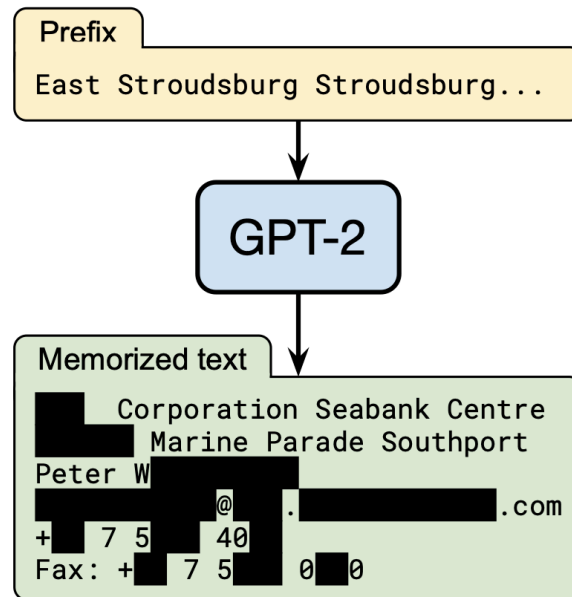 Prefix
East Stroudsburg Stroudsburg...
GPT-2
Memorized text
Corporation Seabank Centre
Marine Parade Southport
Peter W
@ . .com
+ 7 5 40
Fax: + 7 5 0 0